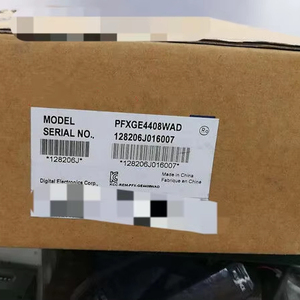 MODEL PFXGE4408WAD
SERIAL NO., 128206J016007
*128206J* *128206J016007*
Digital Electronics Corp.
Made in China
Fabriqué en Chine